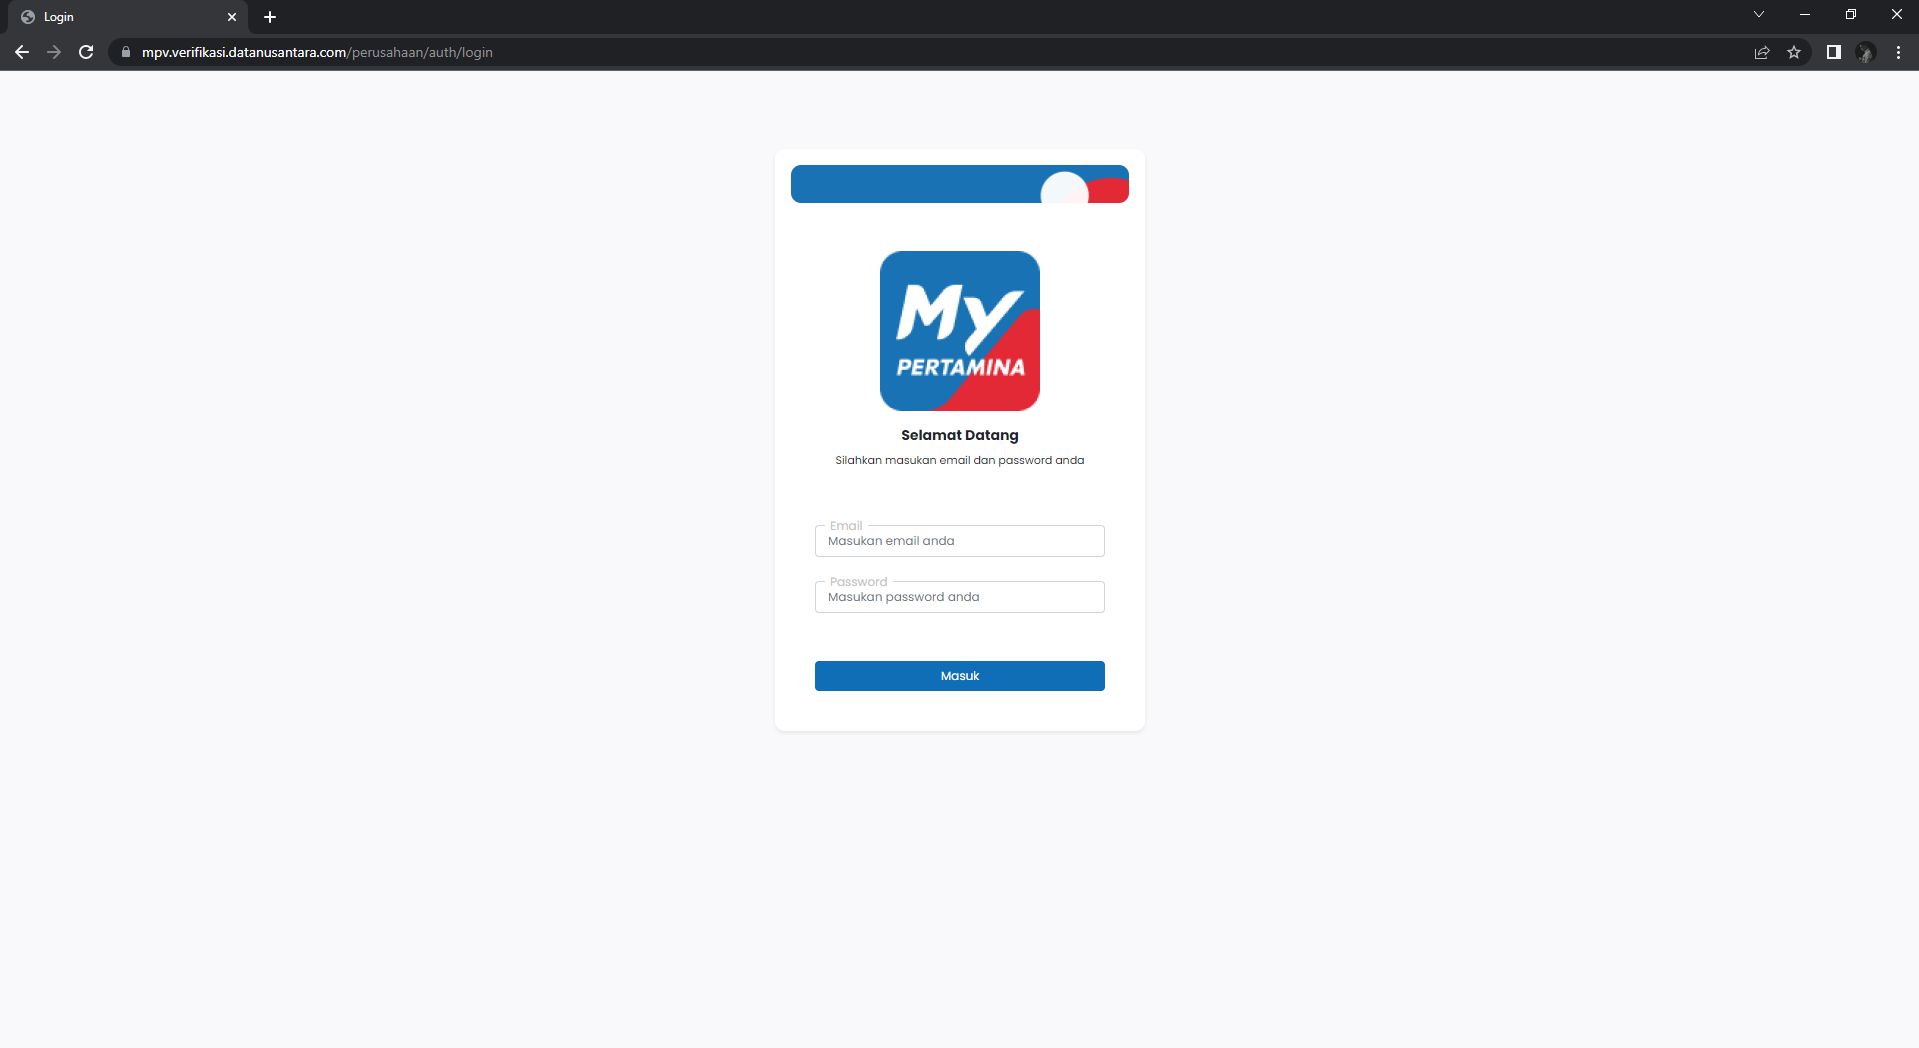 Login
mpv.verifikasi.datanusantara.com/perusahaan/auth/login
My
PERTAMINA
Selamat Datang
Silahkan masukan email dan password anda
Email
Masukan email anda
Password
Masukan password anda
Masuk